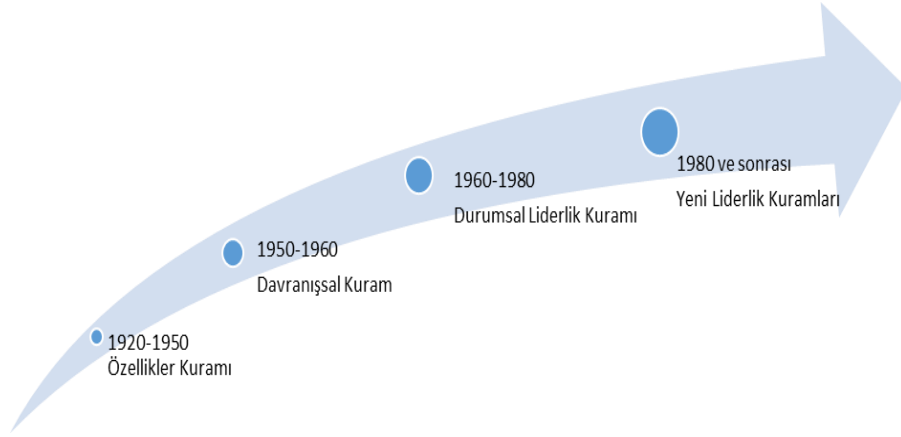 1920-1950
Özellikler Kuramı
1950-1960
Davranışsal Kuram
1960-1980
Durumsal Liderlik Kuramı
1980 ve sonrası
Yeni Liderlik Kuramları